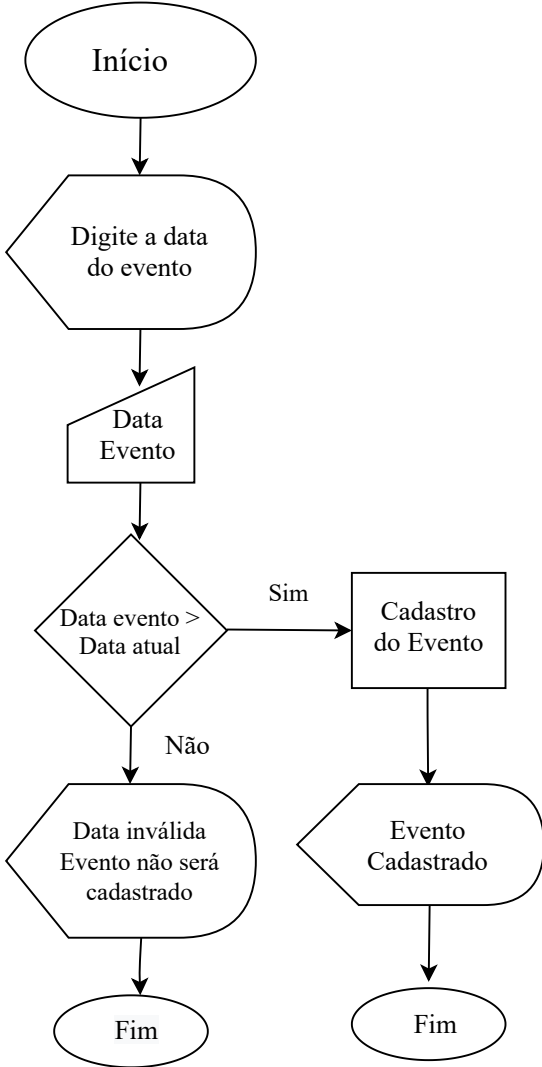 Início
Digite a data
do evento
Data
Evento
Data evento >
Data atual
Sim
Cadastro
do Evento
Não
Data inválida
Evento não será
cadastrado
Evento
Cadastrado
Fim
Fim